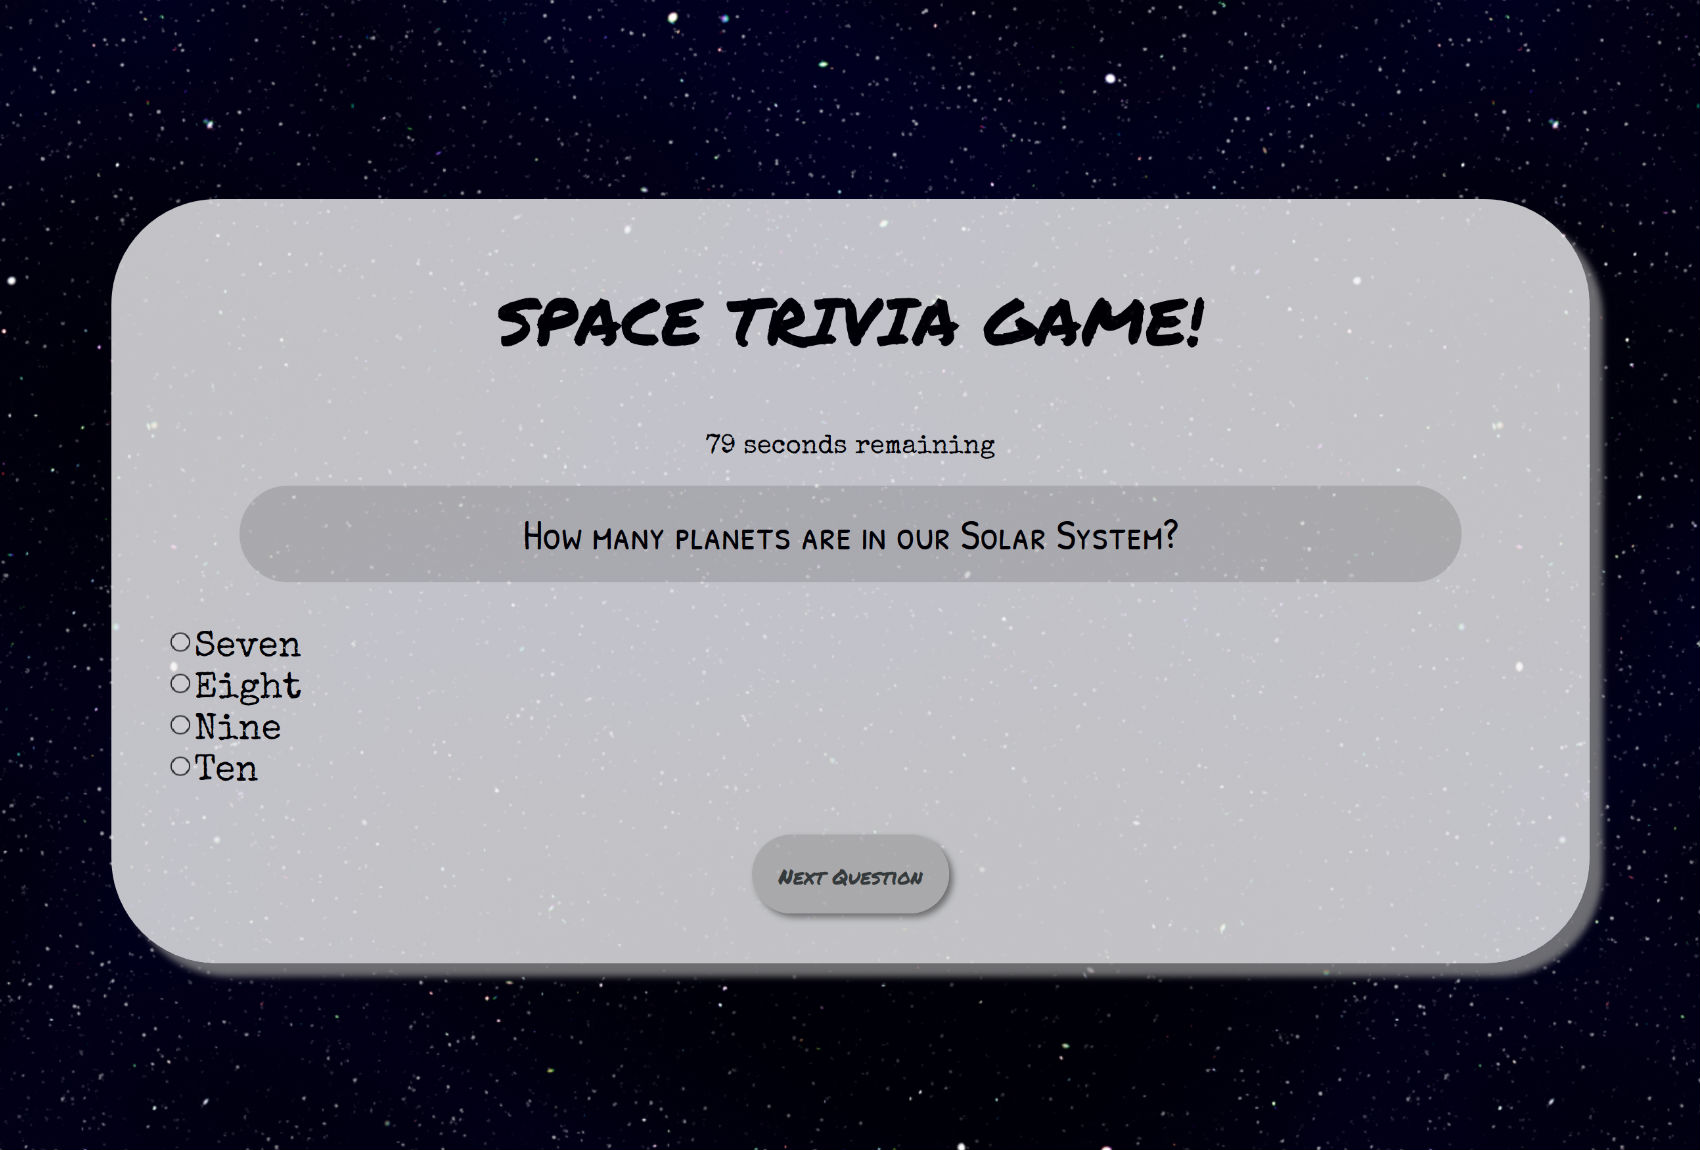 SPACE TRIVIA GAME!
79 seconds remaining
How many planets are in our Solar System?
Seven
Eight
Nine
Ten
Next Question